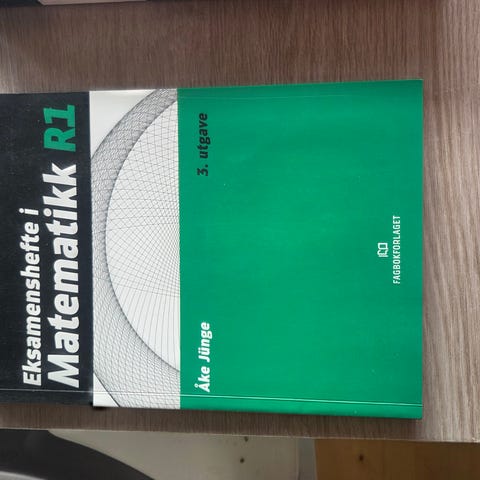 Eksamenshefte i
Matematikk R1
3. utgave
Åke Jünge
FAGBOKFORLAGET